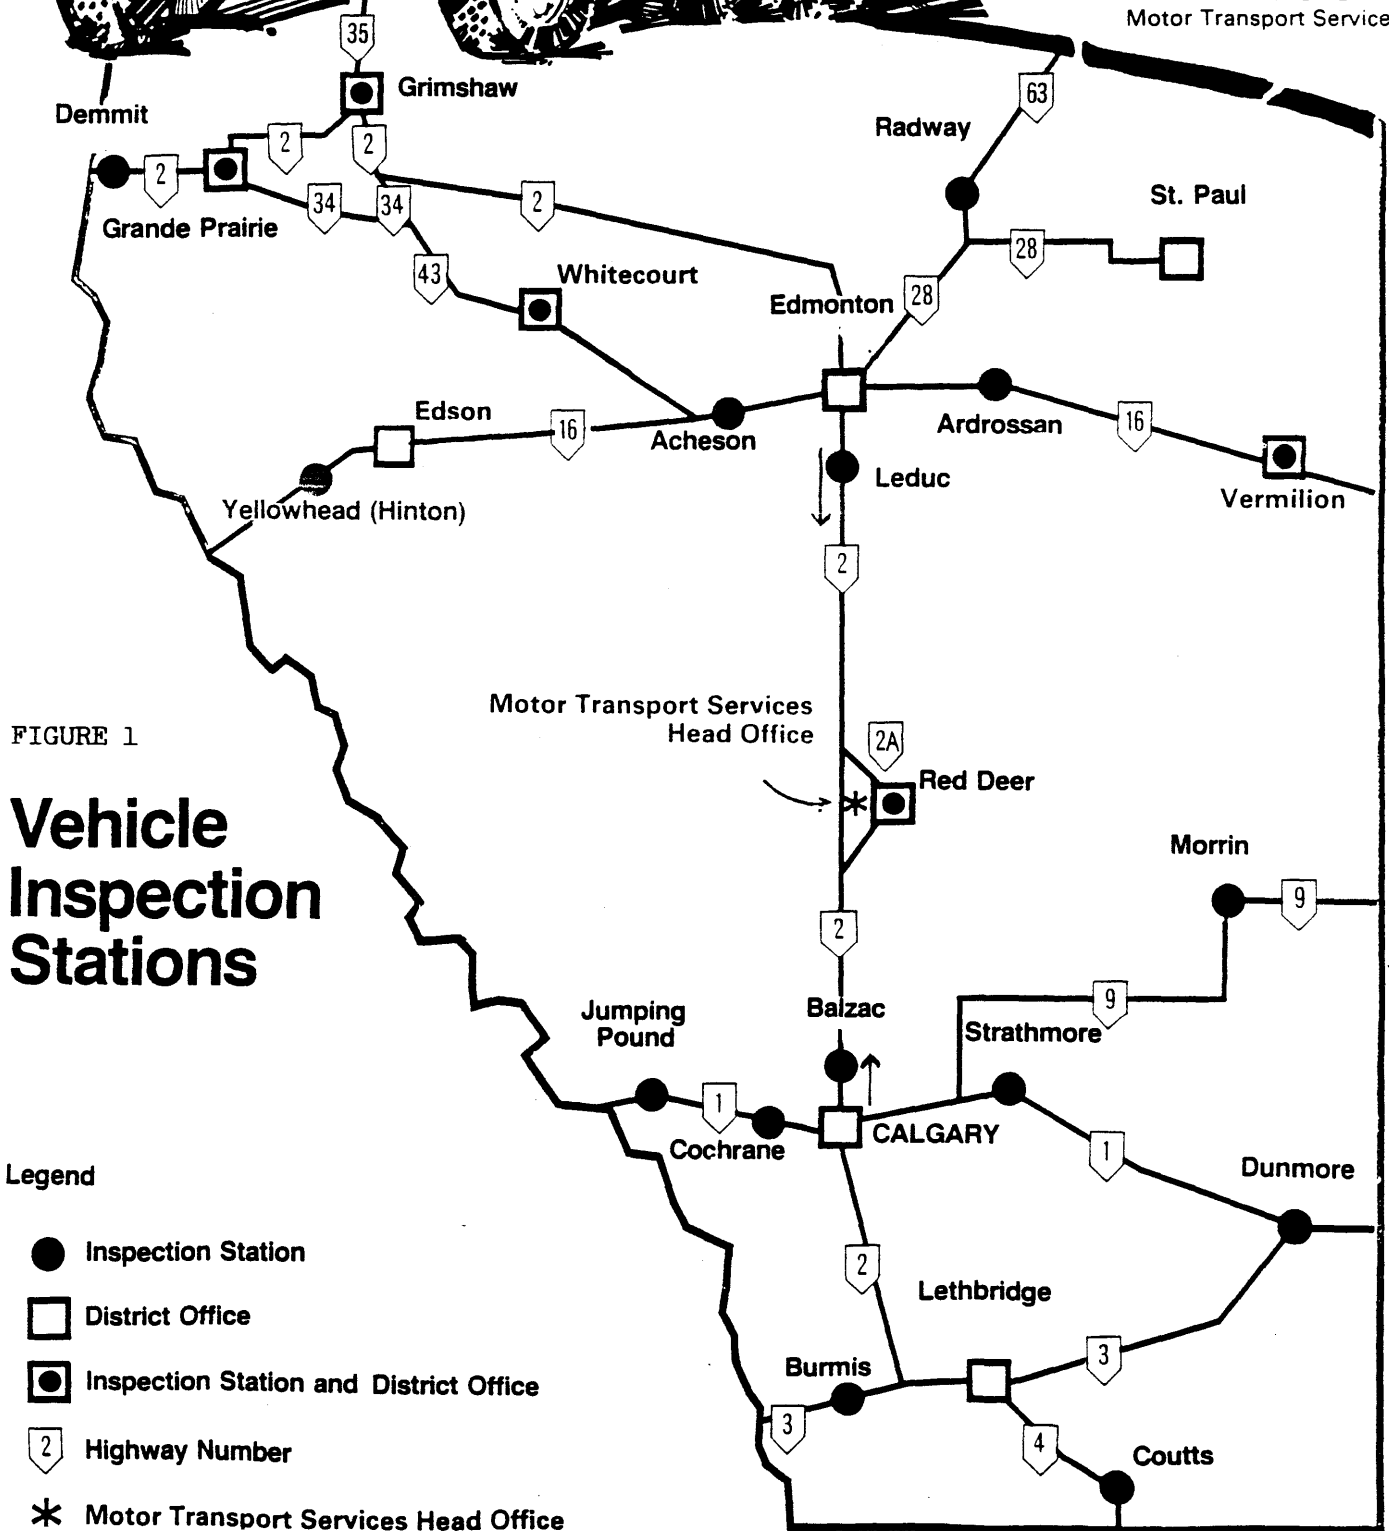 Motor Transport Service
35
Grimshaw
63
Demmit
Radway
2
2
2
St. Paul
34
34
2
Grande Prairie
28
43
Whitecourt
Edmonton
28
Edson
16
Acheson
Ardrossan
16
Leduc
Vermilion
Yellowhead (Hinton)
2
Motor Transport Services
Head Office
2A
FIGURE 1
Red Deer
Vehicle
Inspection
Stations
Morrin
9
2
Jumping
Pound
Balzac
9
Strathmore
1
Cochrane
CALGARY
1
Dunmore
Legend
Inspection Station
2
Lethbridge
District Office
3
Burmis
Inspection Station and District Office
3
2
Highway Number
4
Coutts
Motor Transport Services Head Office